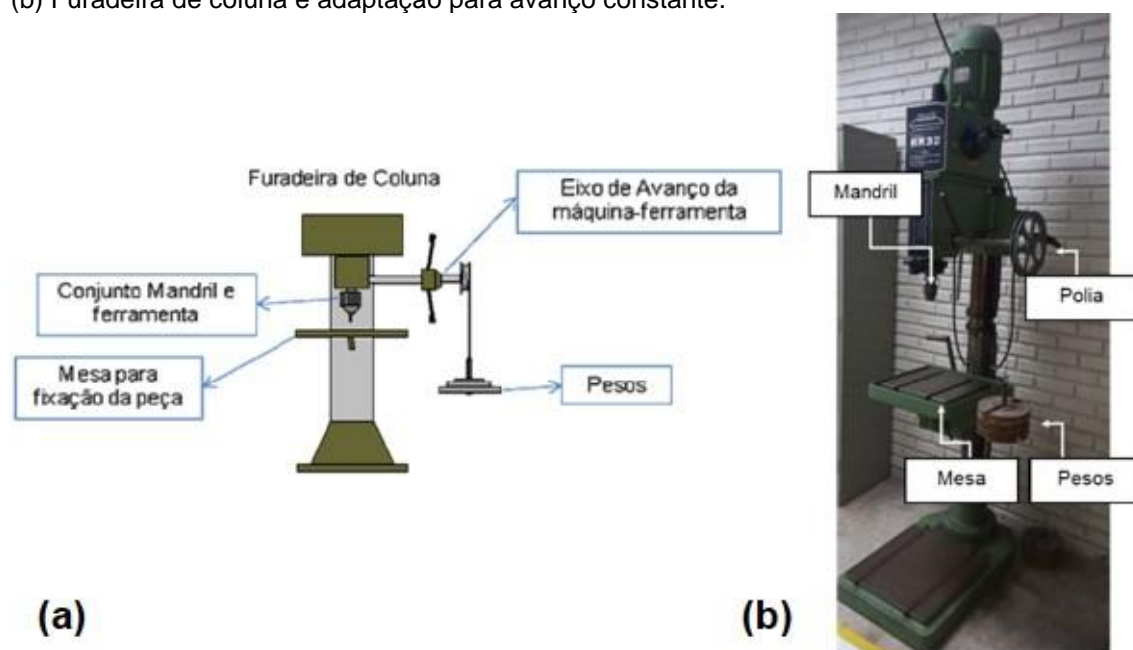 (b) Furadeira de coluna e adaptação para avanço constante.
Furadeira de Coluna
Eixo de Avanço da
máquina-ferramenta
Conjunto Mandril e
ferramenta
Mesa para
fixação da peça
Pesos
(a)
Mandril
Polia
Mesa
Pesos
(b)